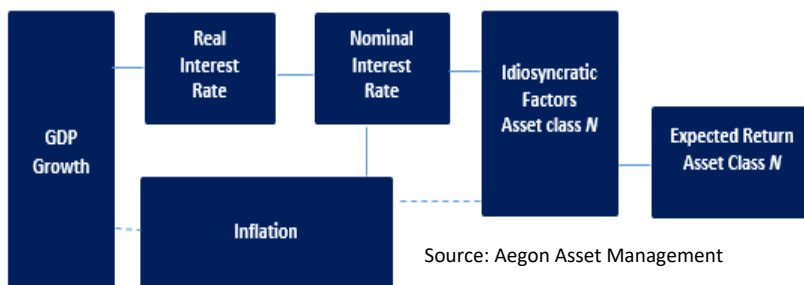 GDP
Growth
Real
Interest
Rate
Nominal
Interest
Rate
Inflation
Idiosyncratic
Factors
Asset class N
Expected Return
Asset Class N
Source: Aegon Asset Management